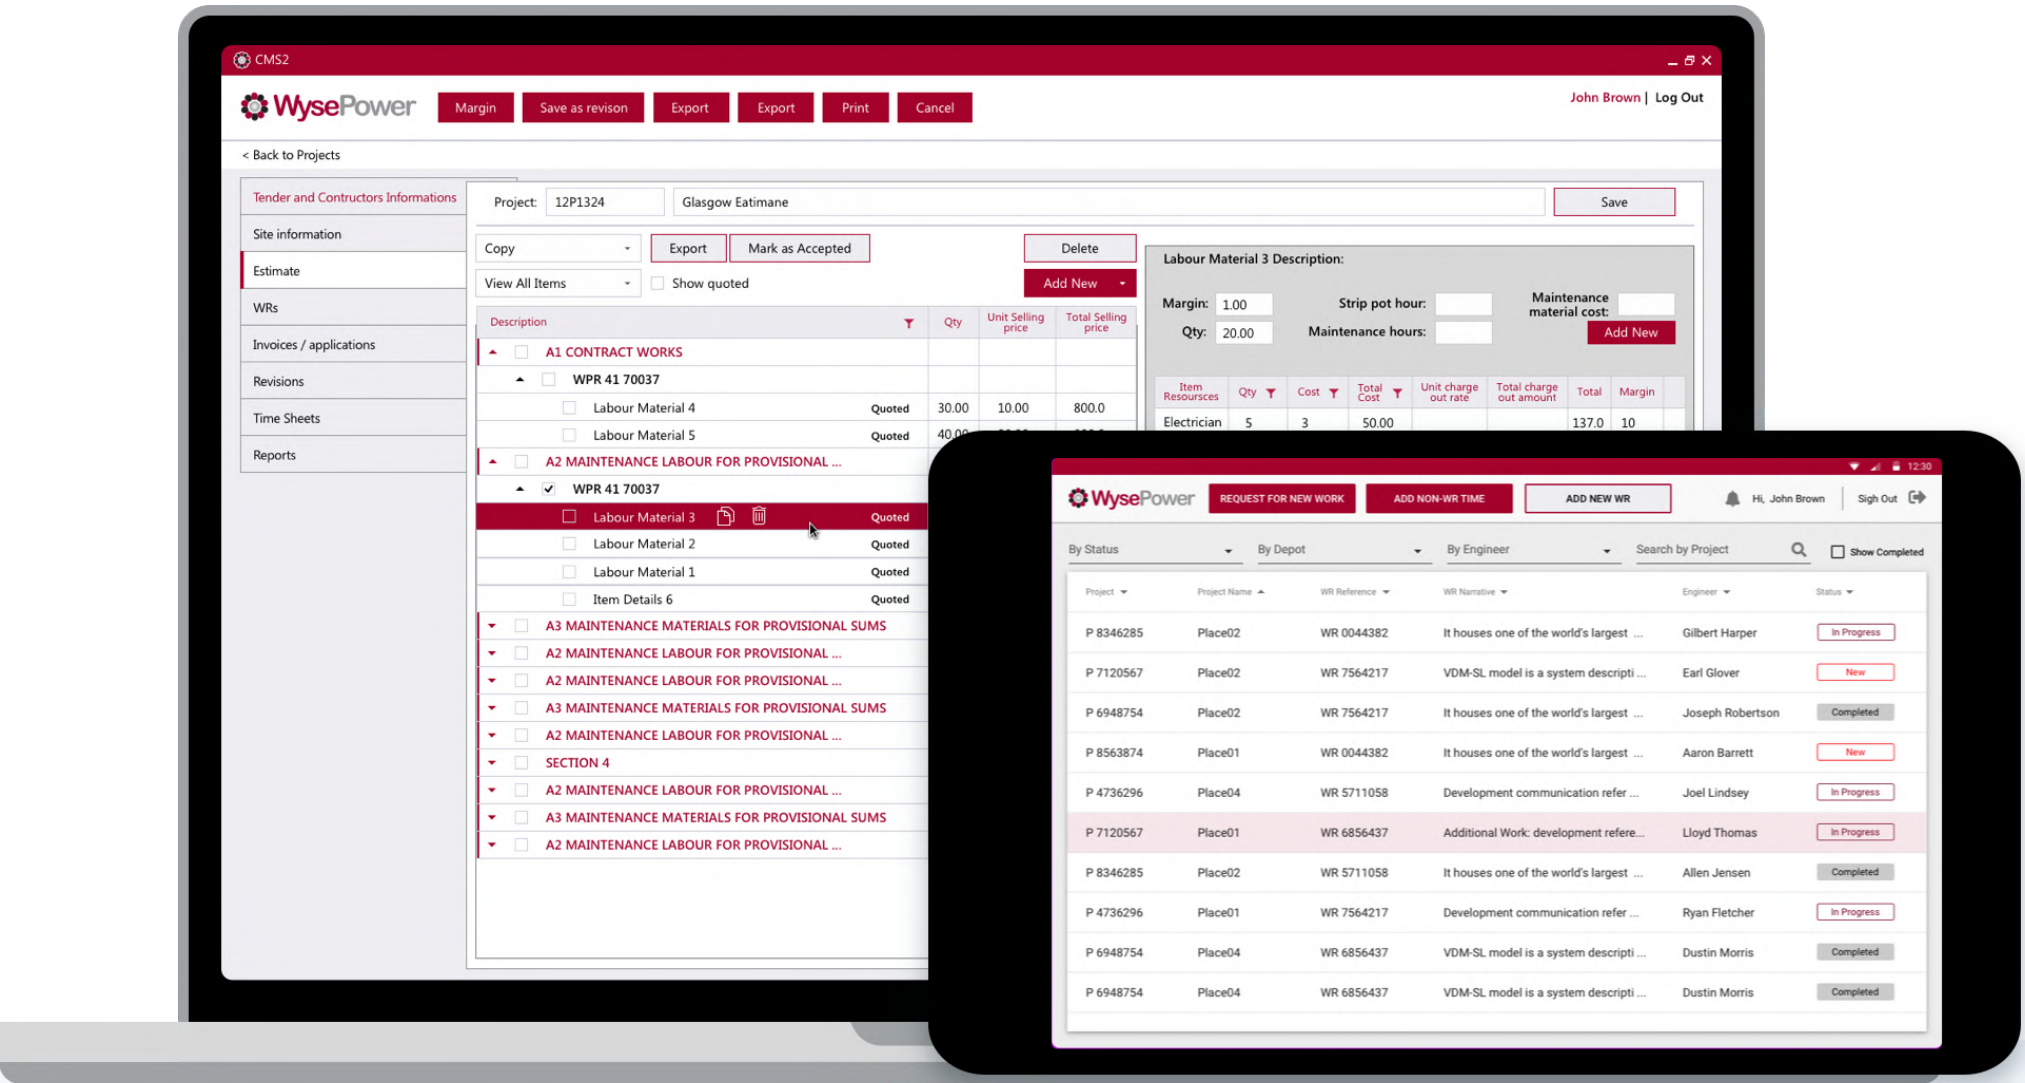 CMS2
WysePower
Margin Save as revison Export Export Print Cancel
John Brown | Log Out
< Back to Projects
Tender and Contructors Informations
Site information
Estimate
WRs
Invoices / applications
Revisions
Time Sheets
Reports
Project: 12P1324 Glasgow Eatimane Save
Copy Export Mark as Accepted Delete
View All Items Show quoted Add New
Description Qty Unit Selling price Total Selling price
A1 CONTRACT WORKS
WPR 41 70037
Labour Material 4 Quoted 30.00 10.00 800.0
Labour Material 5 Quoted 40.00
A2 MAINTENANCE LABOUR FOR PROVISIONAL ...
WPR 41 70037
Labour Material 3 Quoted
Labour Material 2 Quoted
Labour Material 1 Quoted
Item Details 6 Quoted
A3 MAINTENANCE MATERIALS FOR PROVISIONAL SUMS
A2 MAINTENANCE LABOUR FOR PROVISIONAL ...
A2 MAINTENANCE LABOUR FOR PROVISIONAL ...
A3 MAINTENANCE MATERIALS FOR PROVISIONAL SUMS
A2 MAINTENANCE LABOUR FOR PROVISIONAL ...
SECTION 4
A2 MAINTENANCE LABOUR FOR PROVISIONAL ...
A3 MAINTENANCE MATERIALS FOR PROVISIONAL SUMS
A2 MAINTENANCE LABOUR FOR PROVISIONAL ...
Labour Material 3 Description:
Margin: 1.00 Strip pot hour: Maintenance material cost:
Qty: 20.00 Maintenance hours: Add New
Item Resoursces Qty Cost Total Cost Unit charge out rate Total charge out amount Total Margin
Electrician 5 3 50.00 137.0 10
12:30
WysePower REQUEST FOR NEW WORK ADD NON-WR TIME ADD NEW WR Hi, John Brown Sigh Out
By Status By Depot By Engineer Search by Project Show Completed
Project Project Name WR Reference WR Narrative Engineer Status
P 8346285 Place02 WR 0044382 It houses one of the world's largest ... Gilbert Harper In Progress
P 7120567 Place02 WR 7564217 VDM-SL model is a system descripti ... Earl Glover New
P 6948754 Place02 WR 7564217 It houses one of the world's largest ... Joseph Robertson Completed
P 8563874 Place01 WR 0044382 It houses one of the world's largest ... Aaron Barrett New
P 4736296 Place04 WR 5711058 Development communication refer ... Joel Lindsey In Progress
P 7120567 Place01 WR 6856437 Additional Work: development refere... Lloyd Thomas In Progress
P 8346285 Place02 WR 5711058 It houses one of the world's largest ... Allen Jensen Completed
P 4736296 Place01 WR 7564217 Development communication refer ... Ryan Fletcher In Progress
P 6948754 Place04 WR 6856437 VDM-SL model is a system descripti ... Dustin Morris Completed
P 6948754 Place04 WR 6856437 VDM-SL model is a system descripti ... Dustin Morris Completed